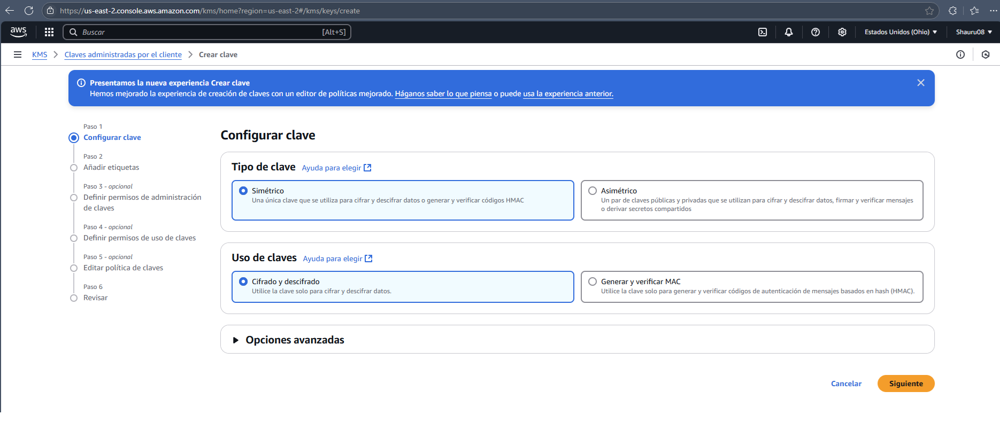 https://us-east-2.console.aws.amazon.com/kms/home?region=us-east-2#/kms/keys/create
aws
Buscar
[Alt+S]
Estados Unidos (Ohio)
Shauru08
KMS
Claves administradas por el cliente
Crear clave
Presentamos la nueva experiencia Crear clave
Hemos mejorado la experiencia de creación de claves con un editor de políticas mejorado. Háganos saber lo que piensa o puede usa la experiencia anterior.
Paso 1
Configurar clave
Paso 2
Añadir etiquetas
Paso 3 - opcional
Definir permisos de administración
de claves
Paso 4 - opcional
Definir permisos de uso de claves
Paso 5 - opcional
Editar política de claves
Paso 6
Revisar
Configurar clave
Tipo de clave
Ayuda para elegir
Simétrico
Una única clave que se utiliza para cifrar y descifrar datos o generar y verificar códigos HMAC
Asimétrico
Un par de claves públicas y privadas que se utilizan para cifrar y descifrar datos, firmar y verificar mensajes
o derivar secretos compartidos
Uso de claves
Ayuda para elegir
Cifrado y descifrado
Utilice la clave solo para cifrar y descifrar datos.
Generar y verificar MAC
Utilice la clave solo para generar y verificar códigos de autenticación de mensajes basados en hash (HMAC).
Opciones avanzadas
Cancelar
Siguiente